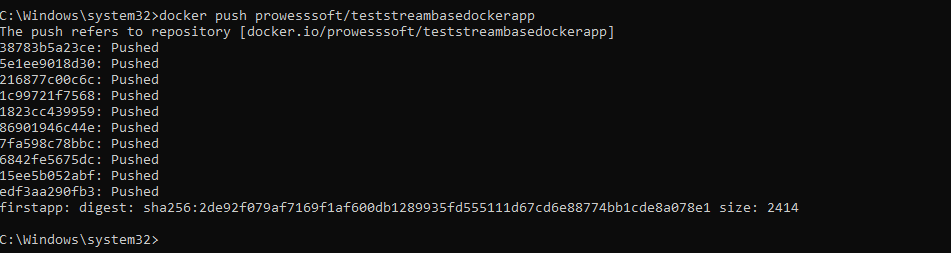 C:\Windows\system32>docker push prowesssoft/teststreambasedockerapp
The push refers to repository [docker.io/prowesssoft/teststreambasedockerapp]
38783b5a23ce: Pushed
5e1ee9018d30: Pushed
216877c00c6c: Pushed
1c99721f7568: Pushed
1823cc439959: Pushed
86901946c44e: Pushed
7fa598c78bbc: Pushed
6842fe5675dc: Pushed
15ee5b052abf: Pushed
edf3aa290fb3: Pushed
firstapp: digest: sha256:2de92f079af7169f1af600db1289935fd555111d67cd6e88774bb1cde8a078e1 size: 2414
C:\Windows\system32>